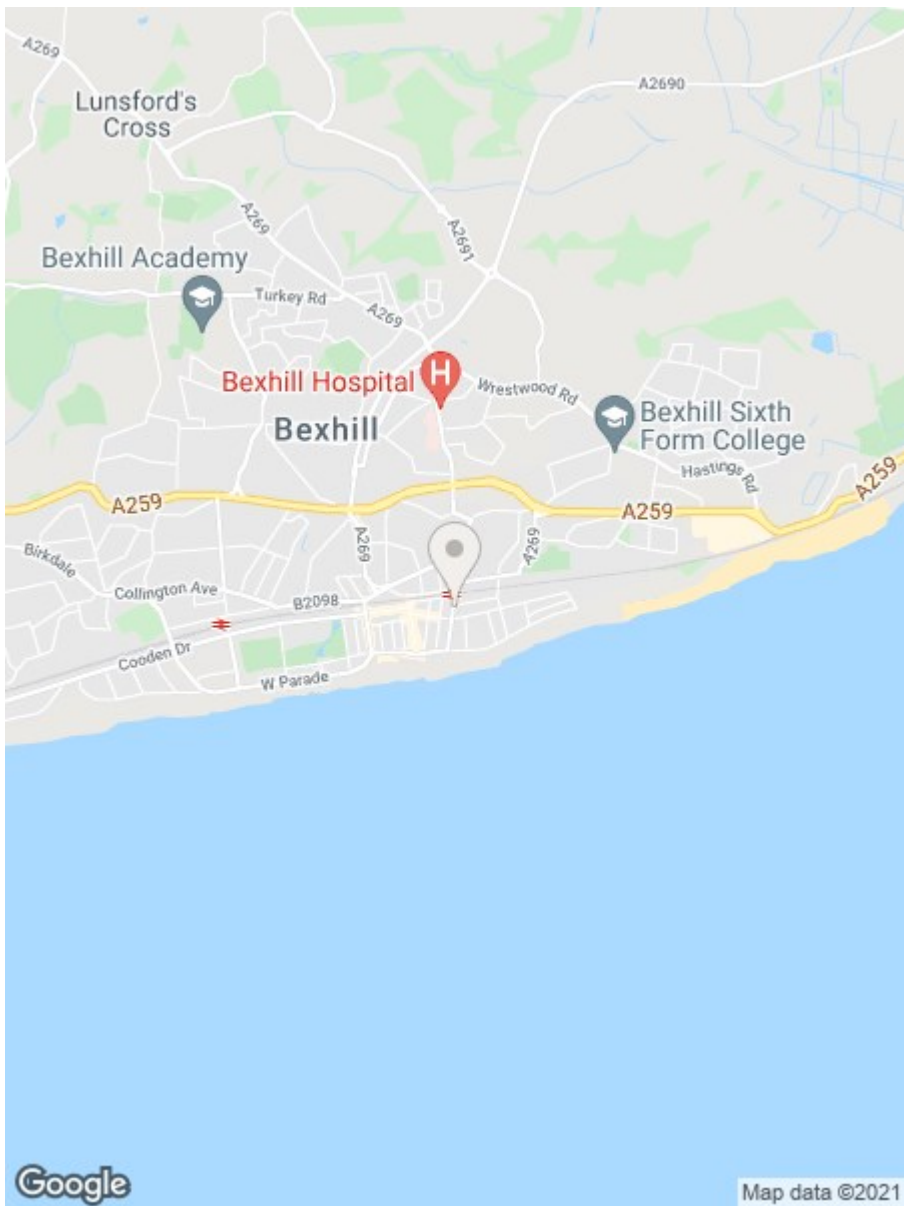 A269
A2690
Lunsford's
Cross
A269
A2691
Bexhill Academy
Turkey Rd
A269
Bexhill Hospital
H
Wrestwood Rd
Bexhill
Bexhill Sixth
Form College
Hastings Rd
A259
A259
A259
A269
A269
Birkdale
Collington Ave
B2098
Cooden Dr
W Parade
Google
Map data ©2021